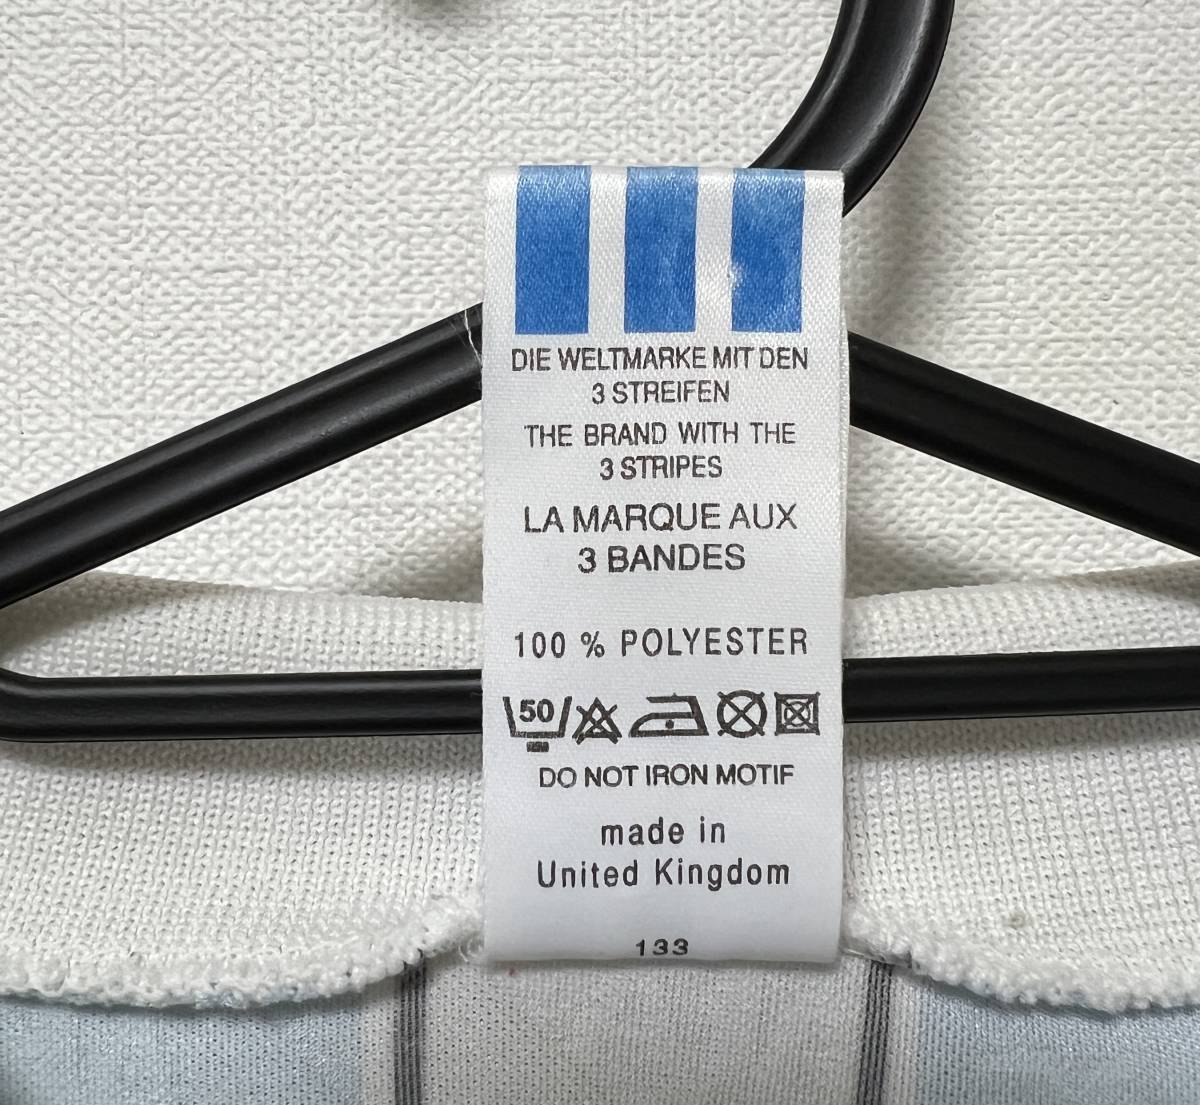 DIE WELTMARKE MIT DEN
3 STREIFEN
THE BRAND WITH THE
3 STRIPES
LA MARQUE AUX
3 BANDES
100 % POLYESTER
50
DO NOT IRON MOTIF
made in
United Kingdom
133